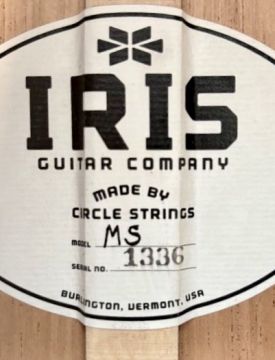 IRIS
GUITAR COMPANY
MADE BY
CIRCLE STRINGS
MODEL MS
SERIAL NO. 1336
BURLINGTON, VERMONT, USA